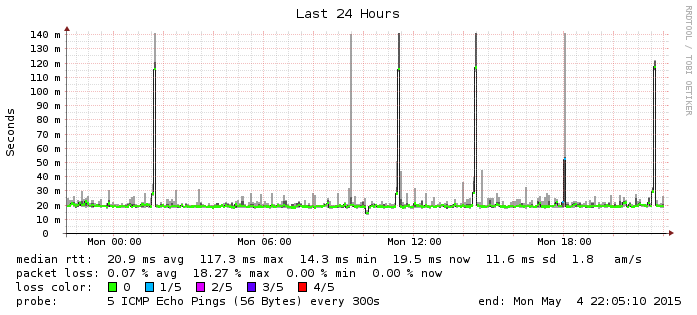 Last 24 Hours
RRDTOOL / TOBI OETIKER
Seconds
140 m
130 m
120 m
110 m
100 m
90 m
80 m
70 m
60 m
50 m
40 m
30 m
20 m
10 m
0
Mon 00:00 Mon 06:00 Mon 12:00 Mon 18:00
median rtt: 20.9 ms avg 117.3 ms max 14.3 ms min 19.5 ms now 11.6 ms sd 1.8 am/s
packet loss: 0.07 % avg 18.27 % max 0.00 % min 0.00 % now
loss color: 0 1/5 2/5 3/5 4/5
probe: 5 ICMP Echo Pings (56 Bytes) every 300s end: Mon May 4 22:05:10 2015